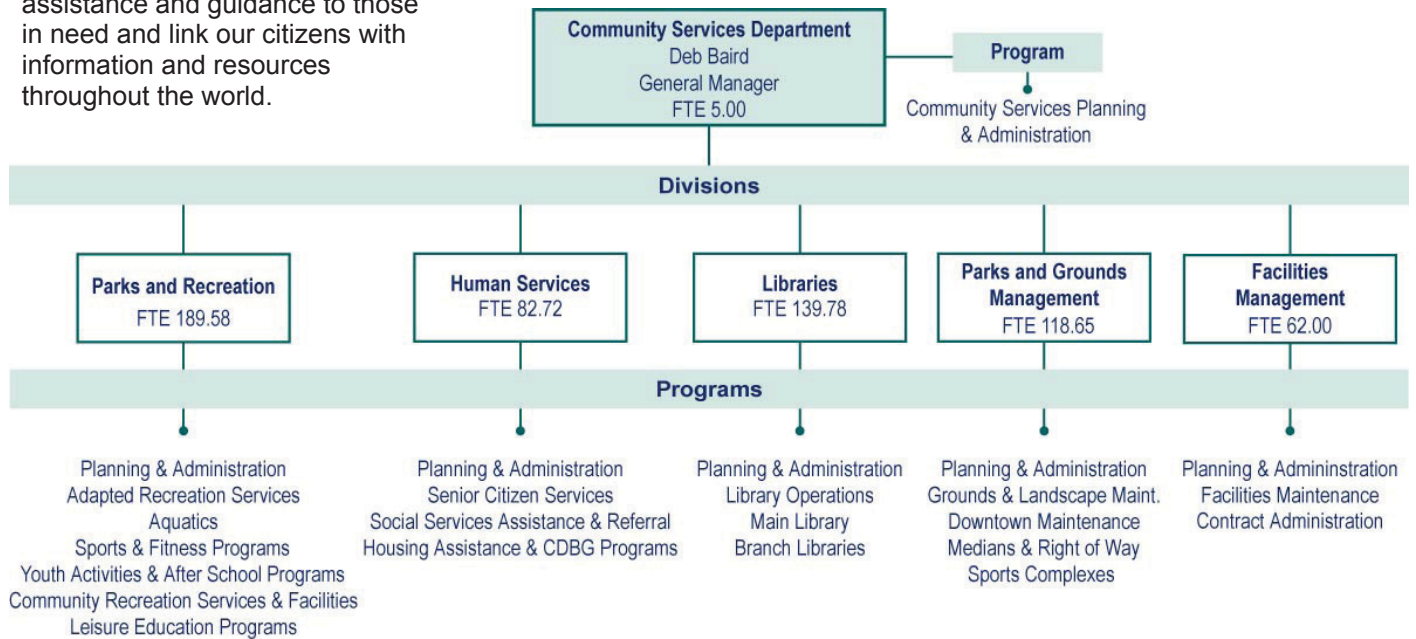 assistance and guidance to those
in need and link our citizens with
information and resources
throughout the world.
Community Services Department
Deb Baird
General Manager
FTE 5.00
Program
Community Services Planning
& Administration
Divisions
Parks and Recreation
FTE 189.58
Human Services
FTE 82.72
Libraries
FTE 139.78
Parks and Grounds
Management
FTE 118.65
Facilities
Management
FTE 62.00
Programs
Planning & Administration
Adapted Recreation Services
Aquatics
Sports & Fitness Programs
Youth Activities & After School Programs
Community Recreation Services & Facilities
Leisure Education Programs
Planning & Administration
Senior Citizen Services
Social Services Assistance & Referral
Housing Assistance & CDBG Programs
Planning & Administration
Library Operations
Main Library
Branch Libraries
Planning & Administration
Grounds & Landscape Maint.
Downtown Maintenance
Medians & Right of Way
Sports Complexes
Planning & Admininstration
Facilities Maintenance
Contract Administration